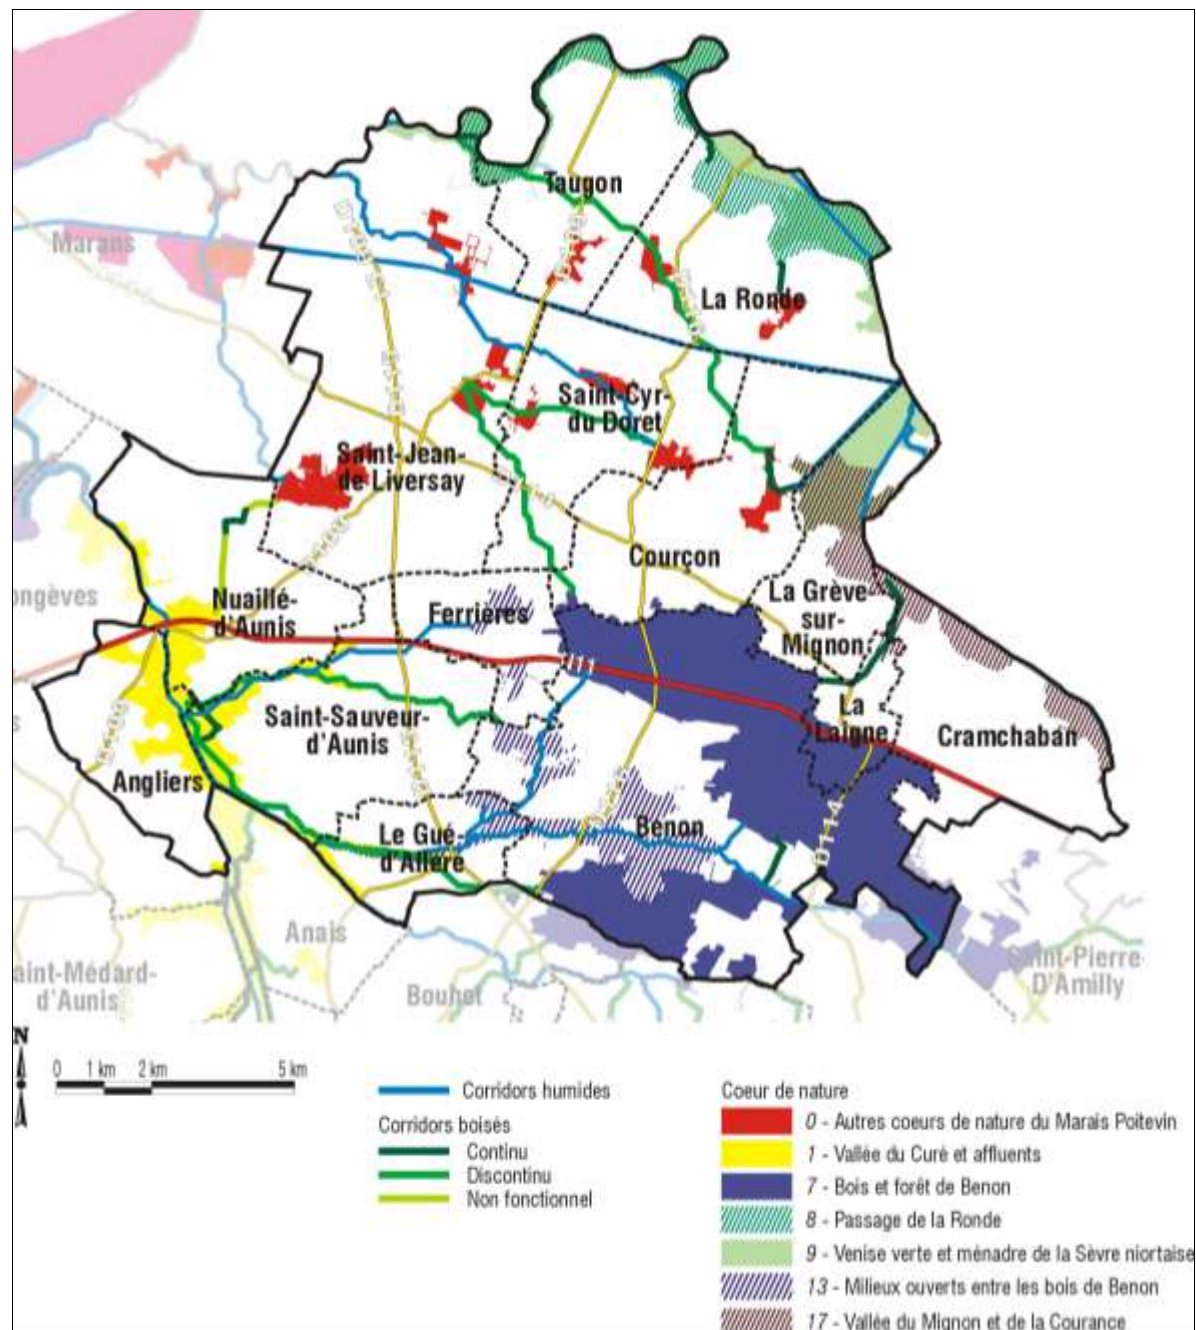 Taugon
Marans
La Ronde
Saint-Cyr-
du Doret
Saint-Jean-
de Liversay
Courçon
ongèves
La Grève-
sur-
Mignon
Nuaillé-
d'Aunis
Ferrières
La
Laigne
Saint-Sauveur-
d'Aunis
Cramchaban
Angliers
Le Gué-
d'Allère
Benon
D114
Anais
aint-Médard-
d'Aunis
Bouhet
Saint-Pierre-
D'Amilly
N
0 1 km 2 km 5 km
Corridors humides
Corridors boisés
Continu
Discontinu
Non fonctionnel
Coeur de nature
0 - Autres coeurs de nature du Marais Poitevin
1 - Vallée du Curé et affluents
7 - Bois et forêt de Benon
8 - Passage de la Ronde
9 - Venise verte et ménadre de la Sèvre niortaise
13 - Milieux ouverts entre les bois de Benon
17 - Vallée du Mignon et de la Courance